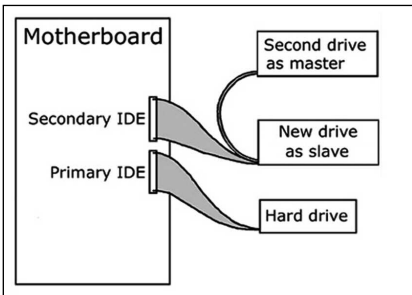 Motherboard
Second drive
as master
Secondary IDE
New drive
as slave
Primary IDE
Hard drive